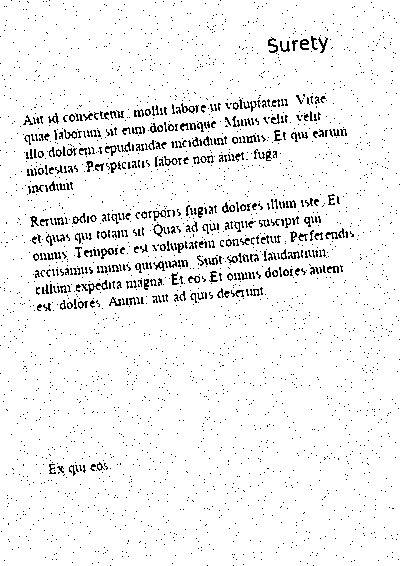 Surety
Aut id consectetur, mollit labore ut voluptatem. Vitae
quae laborum sit eum doloremque. Minus velit, velit
illo dolorem repudiandae incididunt omnis. Et qui earum
molestias. Perspiciatis labore non amet, fuga
incidunt
Rerum odio atque corporis fugiat dolores illum iste. Et
et quas qui totam sit. Quas ad qui atque suscipit qui
omnis. Tempore, est voluptatem consectetur. Perferendis
accusamus minus quisquam. Sunt soluta laudantium,
cillum expedita magna. Et eos Et omnis dolores autem
est, dolores. Animi, aut ad quis deserunt.
Ex qui eos.